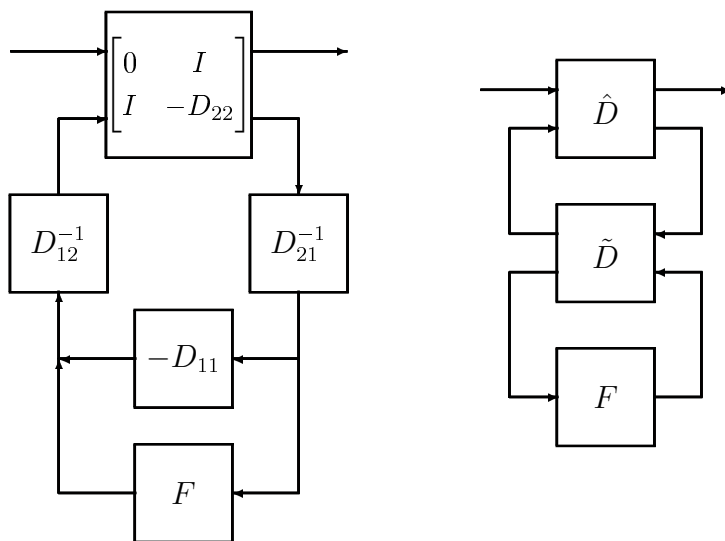 [0 I
I −D₂₂]
D₁₂⁻¹
D₂₁⁻¹
−D₁₁
F
D̂
D̃
F